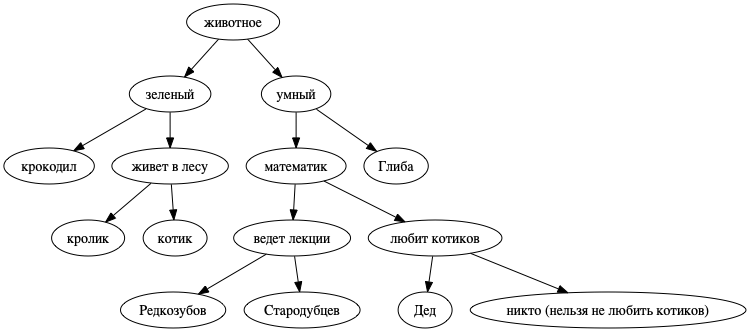 животное
зеленый
умный
крокодил
живет в лесу
математик
Глиба
кролик
котик
ведет лекции
любит котиков
Редкозубов
Стародубцев
Дед
никто (нельзя не любить котиков)